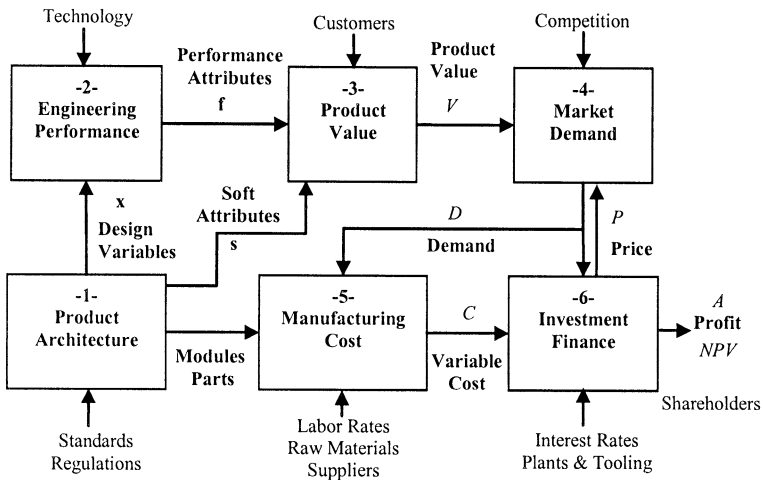 Technology
Customers
Competition
-2-
Engineering
Performance
Performance
Attributes
f
-3-
Product
Value
Product
Value
V
-4-
Market
Demand
x
Design
Variables
Soft
Attributes
s
D
Demand
P
Price
-1-
Product
Architecture
Modules
Parts
-5-
Manufacturing
Cost
C
Variable
Cost
-6-
Investment
Finance
A
Profit
NPV
Shareholders
Standards
Regulations
Labor Rates
Raw Materials
Suppliers
Interest Rates
Plants & Tooling